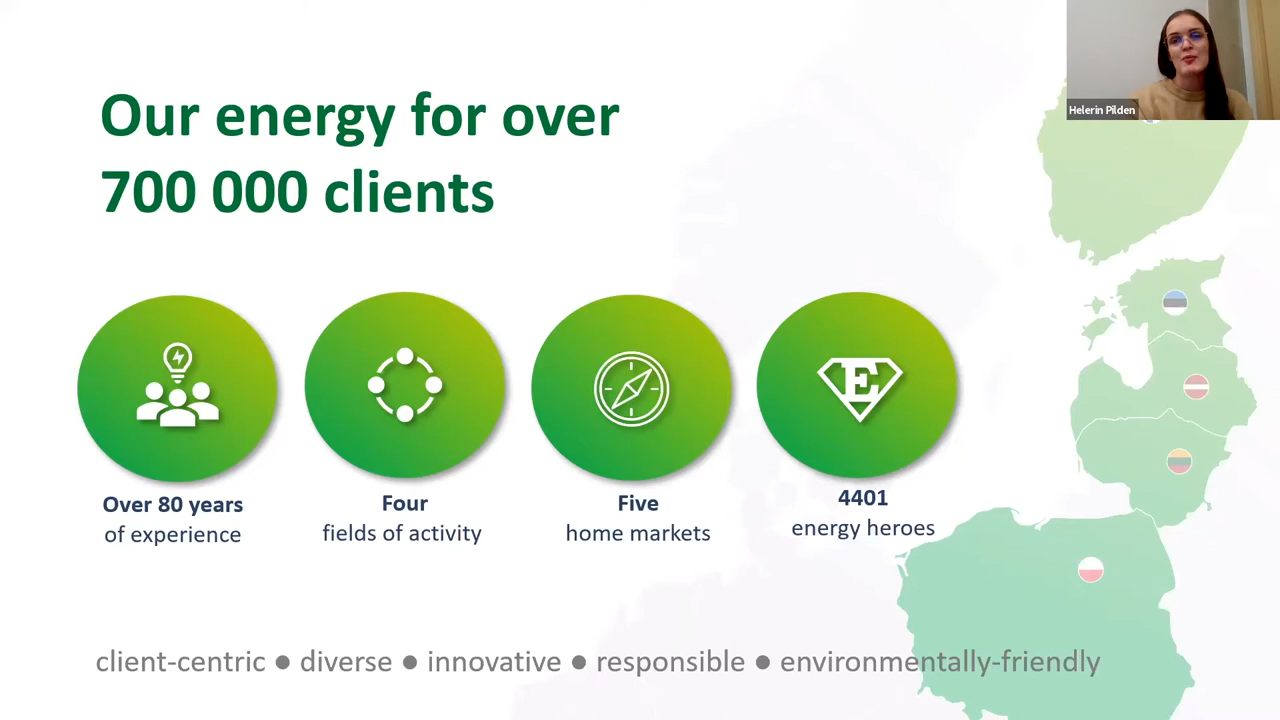 Helerin Pilden
Our energy for over
700 000 clients
E
Over 80 years
of experience
Four
fields of activity
Five
home markets
4401
energy heroes
client-centric ● diverse ● innovative ● responsible ● environmentally-friendly